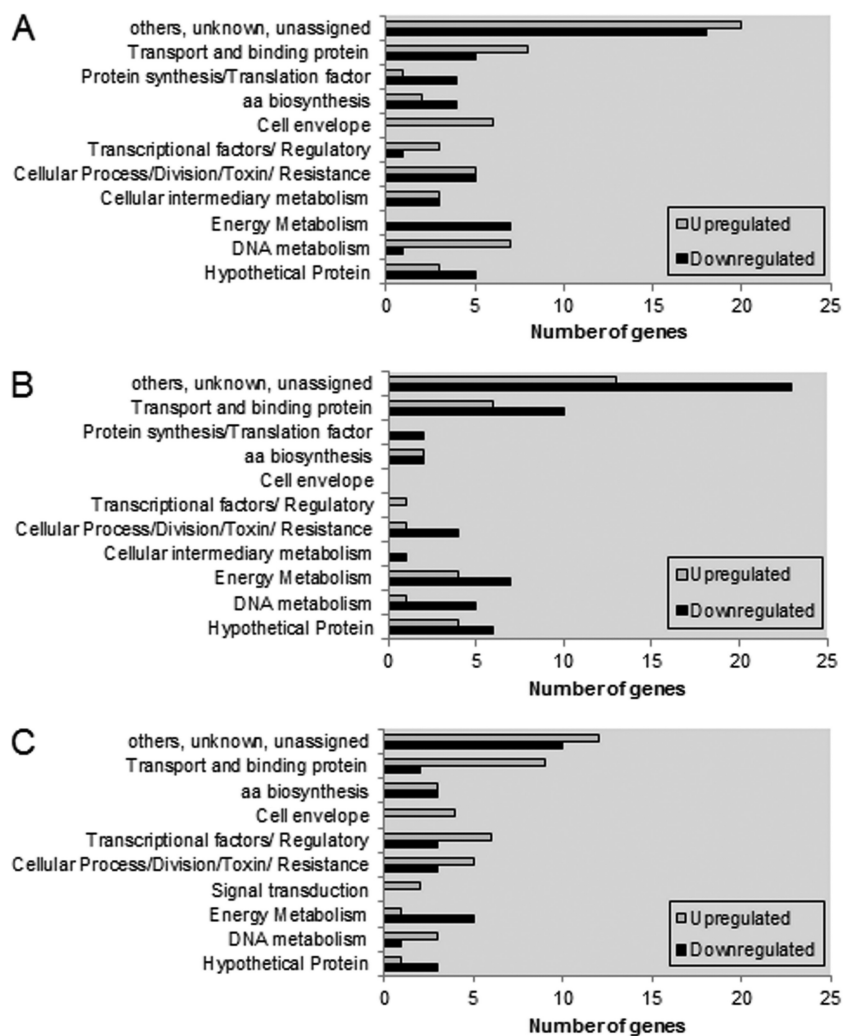 A
others, unknown, unassigned
Transport and binding protein
Protein synthesis/Translation factor
aa biosynthesis
Cell envelope
Transcriptional factors/ Regulatory
Cellular Process/Division/Toxin/ Resistance
Cellular intermediary metabolism
Energy Metabolism
DNA metabolism
Hypothetical Protein
Upregulated
Downregulated
0 5 10 15 20 25
Number of genes
B
others, unknown, unassigned
Transport and binding protein
Protein synthesis/Translation factor
aa biosynthesis
Cell envelope
Transcriptional factors/ Regulatory
Cellular Process/Division/Toxin/ Resistance
Cellular intermediary metabolism
Energy Metabolism
DNA metabolism
Hypothetical Protein
Upregulated
Downregulated
0 5 10 15 20 25
Number of genes
C
others, unknown, unassigned
Transport and binding protein
aa biosynthesis
Cell envelope
Transcriptional factors/ Regulatory
Cellular Process/Division/Toxin/ Resistance
Signal transduction
Energy Metabolism
DNA metabolism
Hypothetical Protein
Upregulated
Downregulated
0 5 10 15 20 25
Number of genes